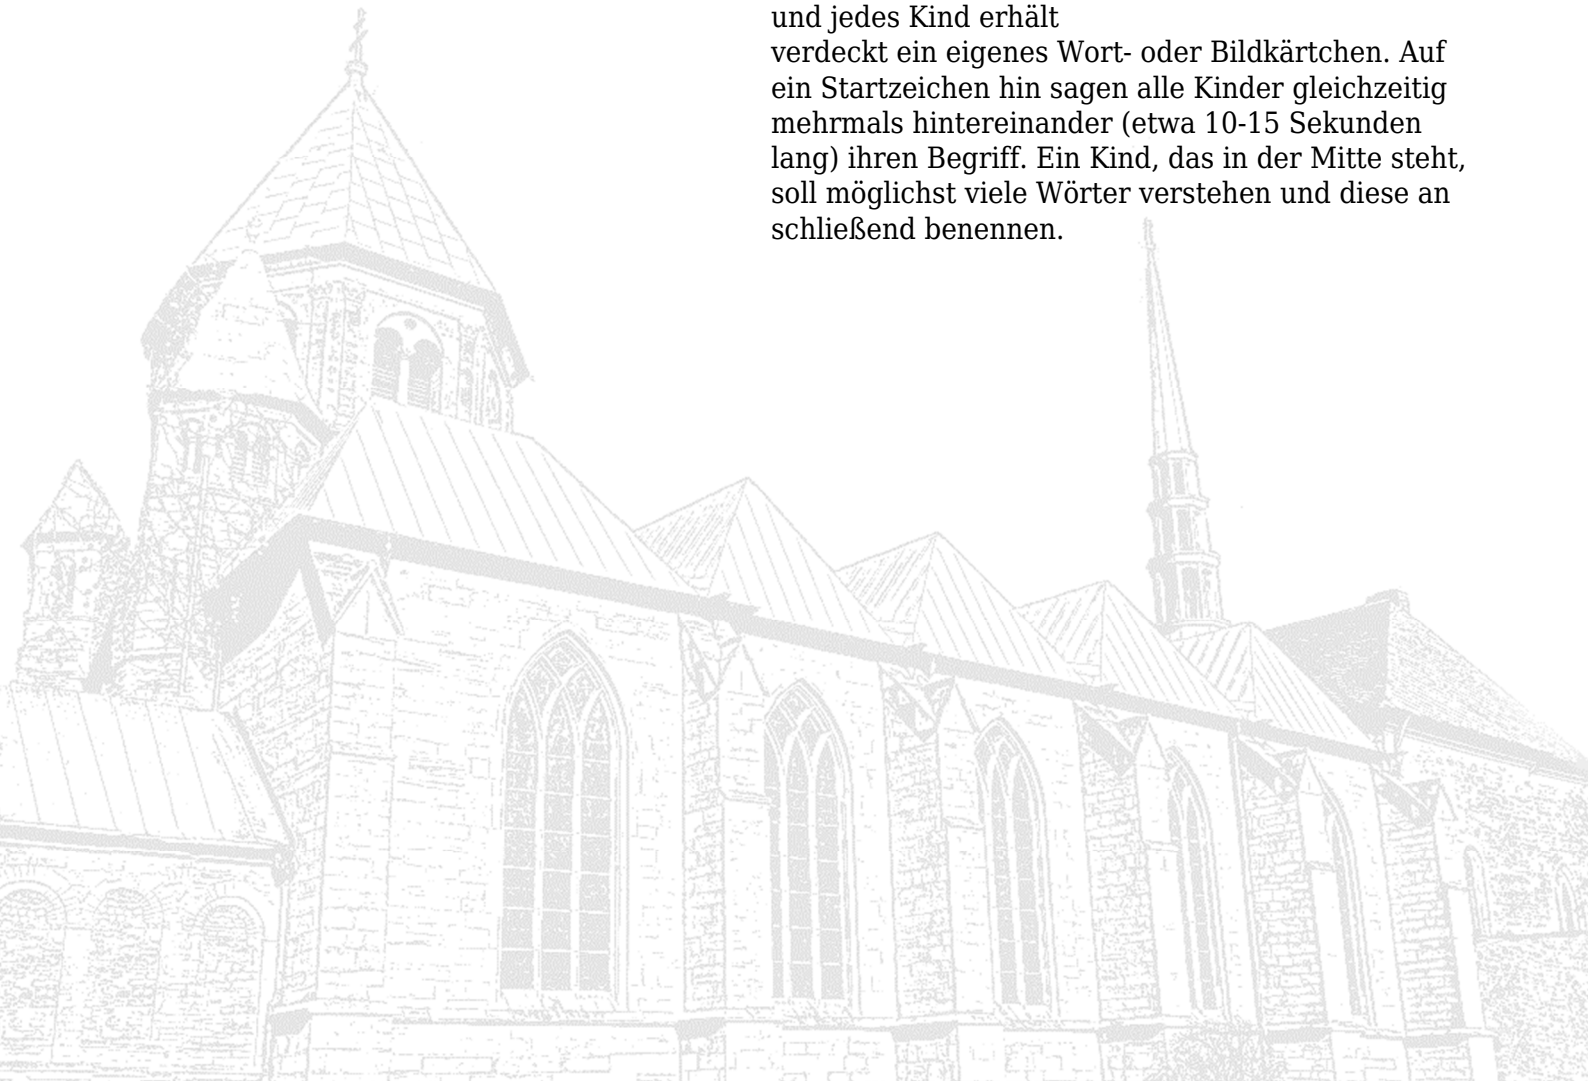 und jedes Kind erhält
verdeckt ein eigenes Wort- oder Bildkärtchen. Auf
ein Startzeichen hin sagen alle Kinder gleichzeitig
mehrmals hintereinander (etwa 10-15 Sekunden
lang) ihren Begriff. Ein Kind, das in der Mitte steht,
soll möglichst viele Wörter verstehen und diese an
schließend benennen.